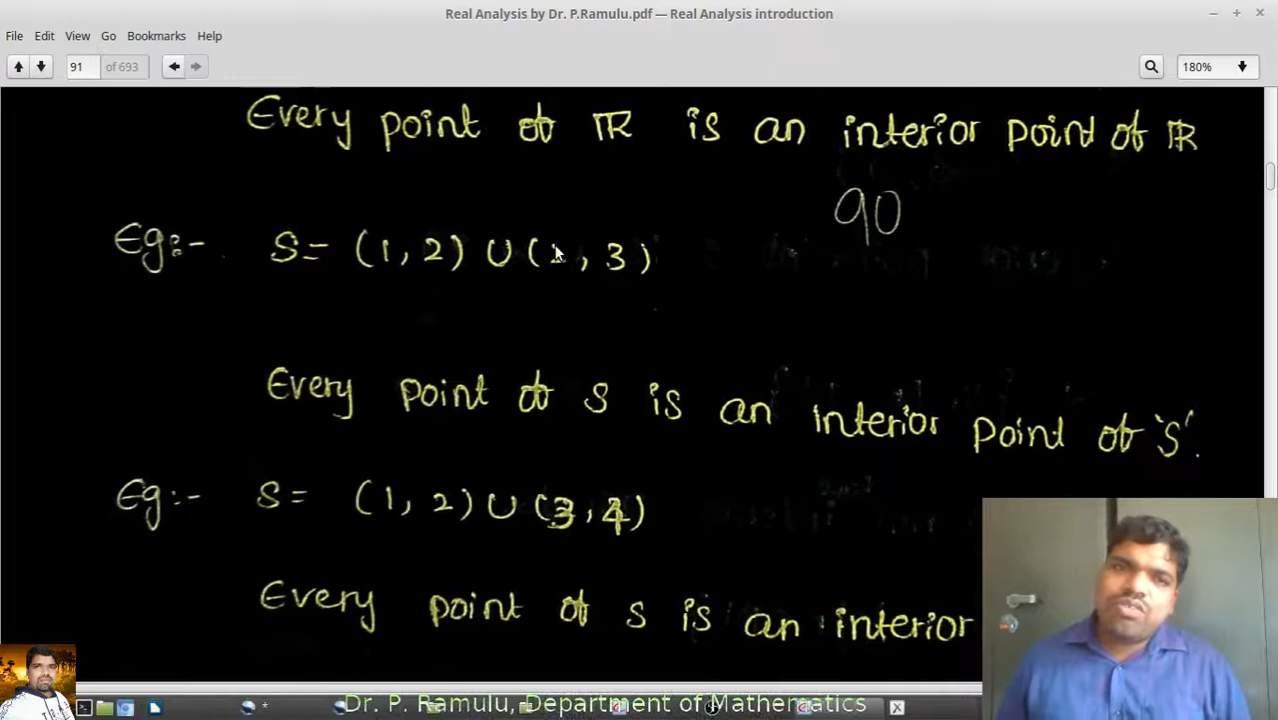 Real Analysis by Dr. P.Ramulu.pdf — Real Analysis introduction
File Edit View Go Bookmarks Help
91 of 693 180%
Every point of ℝ is an interior point of ℝ
90
Eg:- S= (1, 2) ∪ ( , 3)
Every point of S is an interior point of 'S'.
Eg:- S= (1, 2) ∪ (3, 4)
Every point of S is an interior
Dr. P. Ramulu, Department of Mathematics